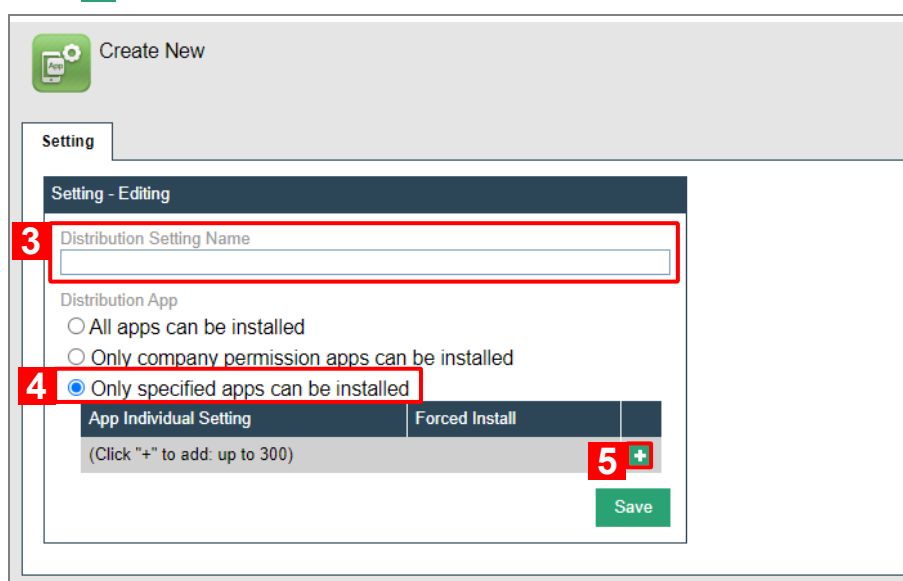 App
Create New
Setting
Setting - Editing
3
Distribution Setting Name
Distribution App
All apps can be installed
Only company permission apps can be installed
4
Only specified apps can be installed
App Individual Setting Forced Install
(Click "+" to add: up to 300)
5
+
Save